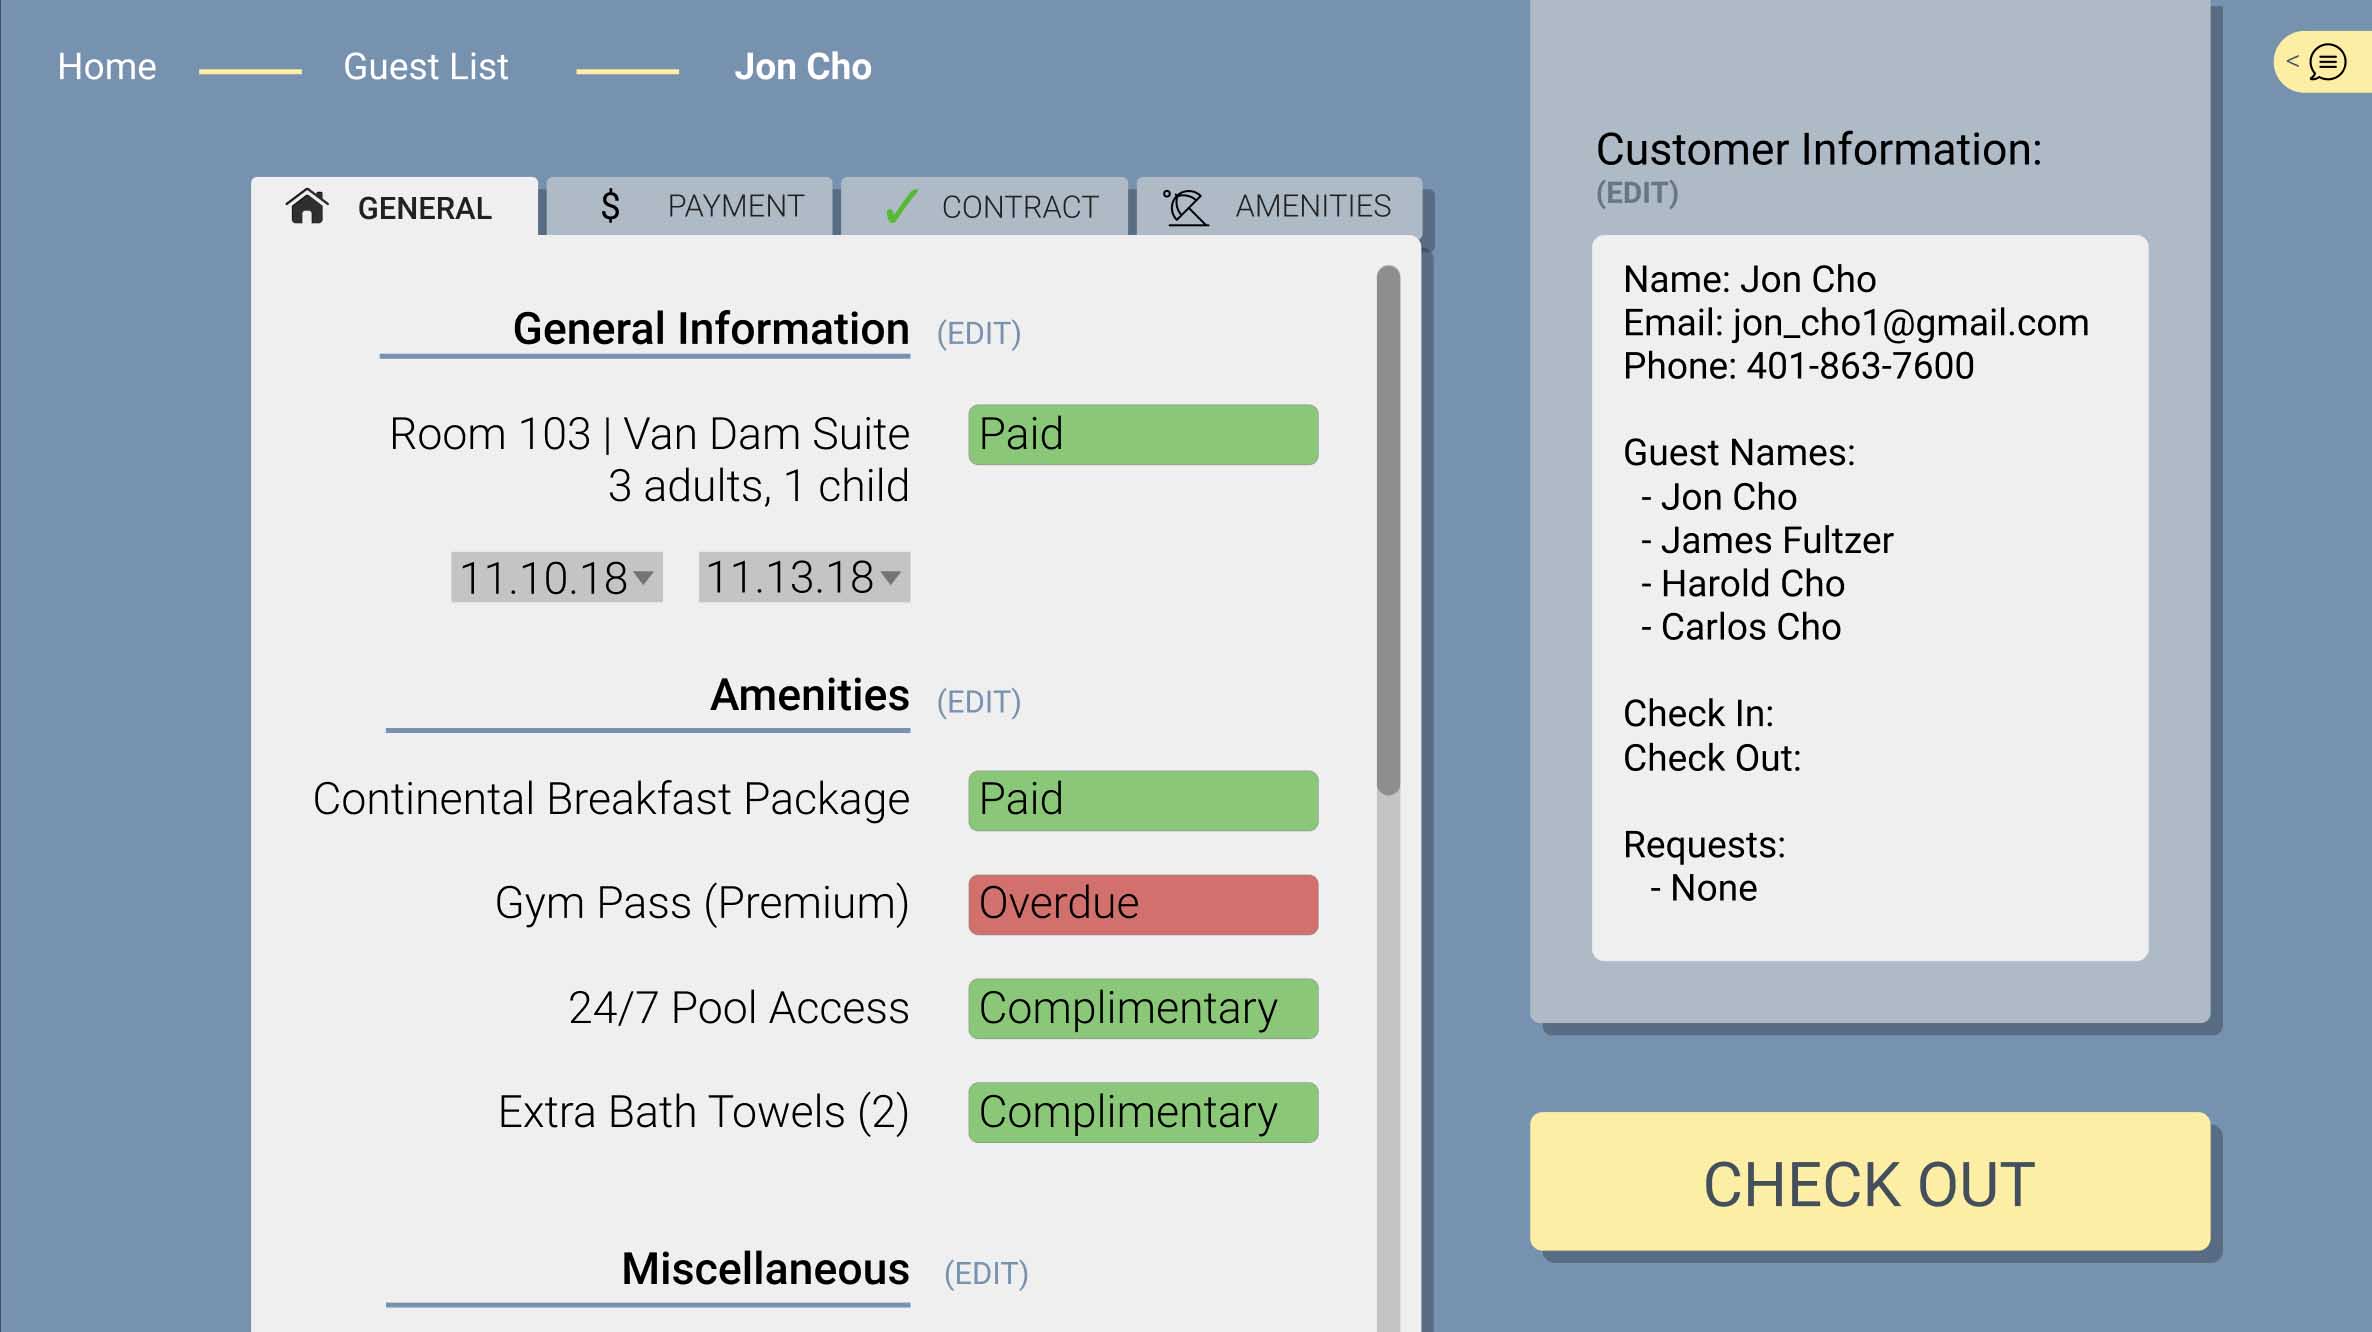 Home
Guest List
Jon Cho
<
GENERAL
$ PAYMENT
✓ CONTRACT
AMENITIES
General Information (EDIT)
Room 103 | Van Dam Suite Paid
3 adults, 1 child
11.10.18 11.13.18
Amenities (EDIT)
Continental Breakfast Package Paid
Gym Pass (Premium) Overdue
24/7 Pool Access Complimentary
Extra Bath Towels (2) Complimentary
Miscellaneous (EDIT)
Customer Information:
(EDIT)
Name: Jon Cho
Email: jon_cho1@gmail.com
Phone: 401-863-7600
Guest Names:
- Jon Cho
- James Fultzer
- Harold Cho
- Carlos Cho
Check In:
Check Out:
Requests:
- None
CHECK OUT